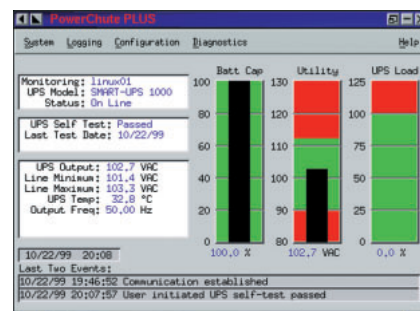 PowerChute PLUS
System Logging Configuration Diagnostics Help
Monitoring: linux01
UPS Model: SMART-UPS 1000
Status: On Line
UPS Self Test: Passed
Last Test Date: 10/22/99
UPS Output: 102.7 VAC
Line Minimum: 101.4 VAC
Line Maximum: 103.3 VAC
UPS Temp: 32.8 °C
Output Freq: 50.00 Hz
Batt Cap
100
80
60
40
20
0
100.0 %
Utility
130
120
110
100
90
80
102.7 VAC
UPS Load
125
100
75
50
25
0
0.0 %
10/22/99 20:08
Last Two Events:
10/22/99 19:46:52 Communication established
10/22/99 20:07:57 User initiated UPS self-test passed